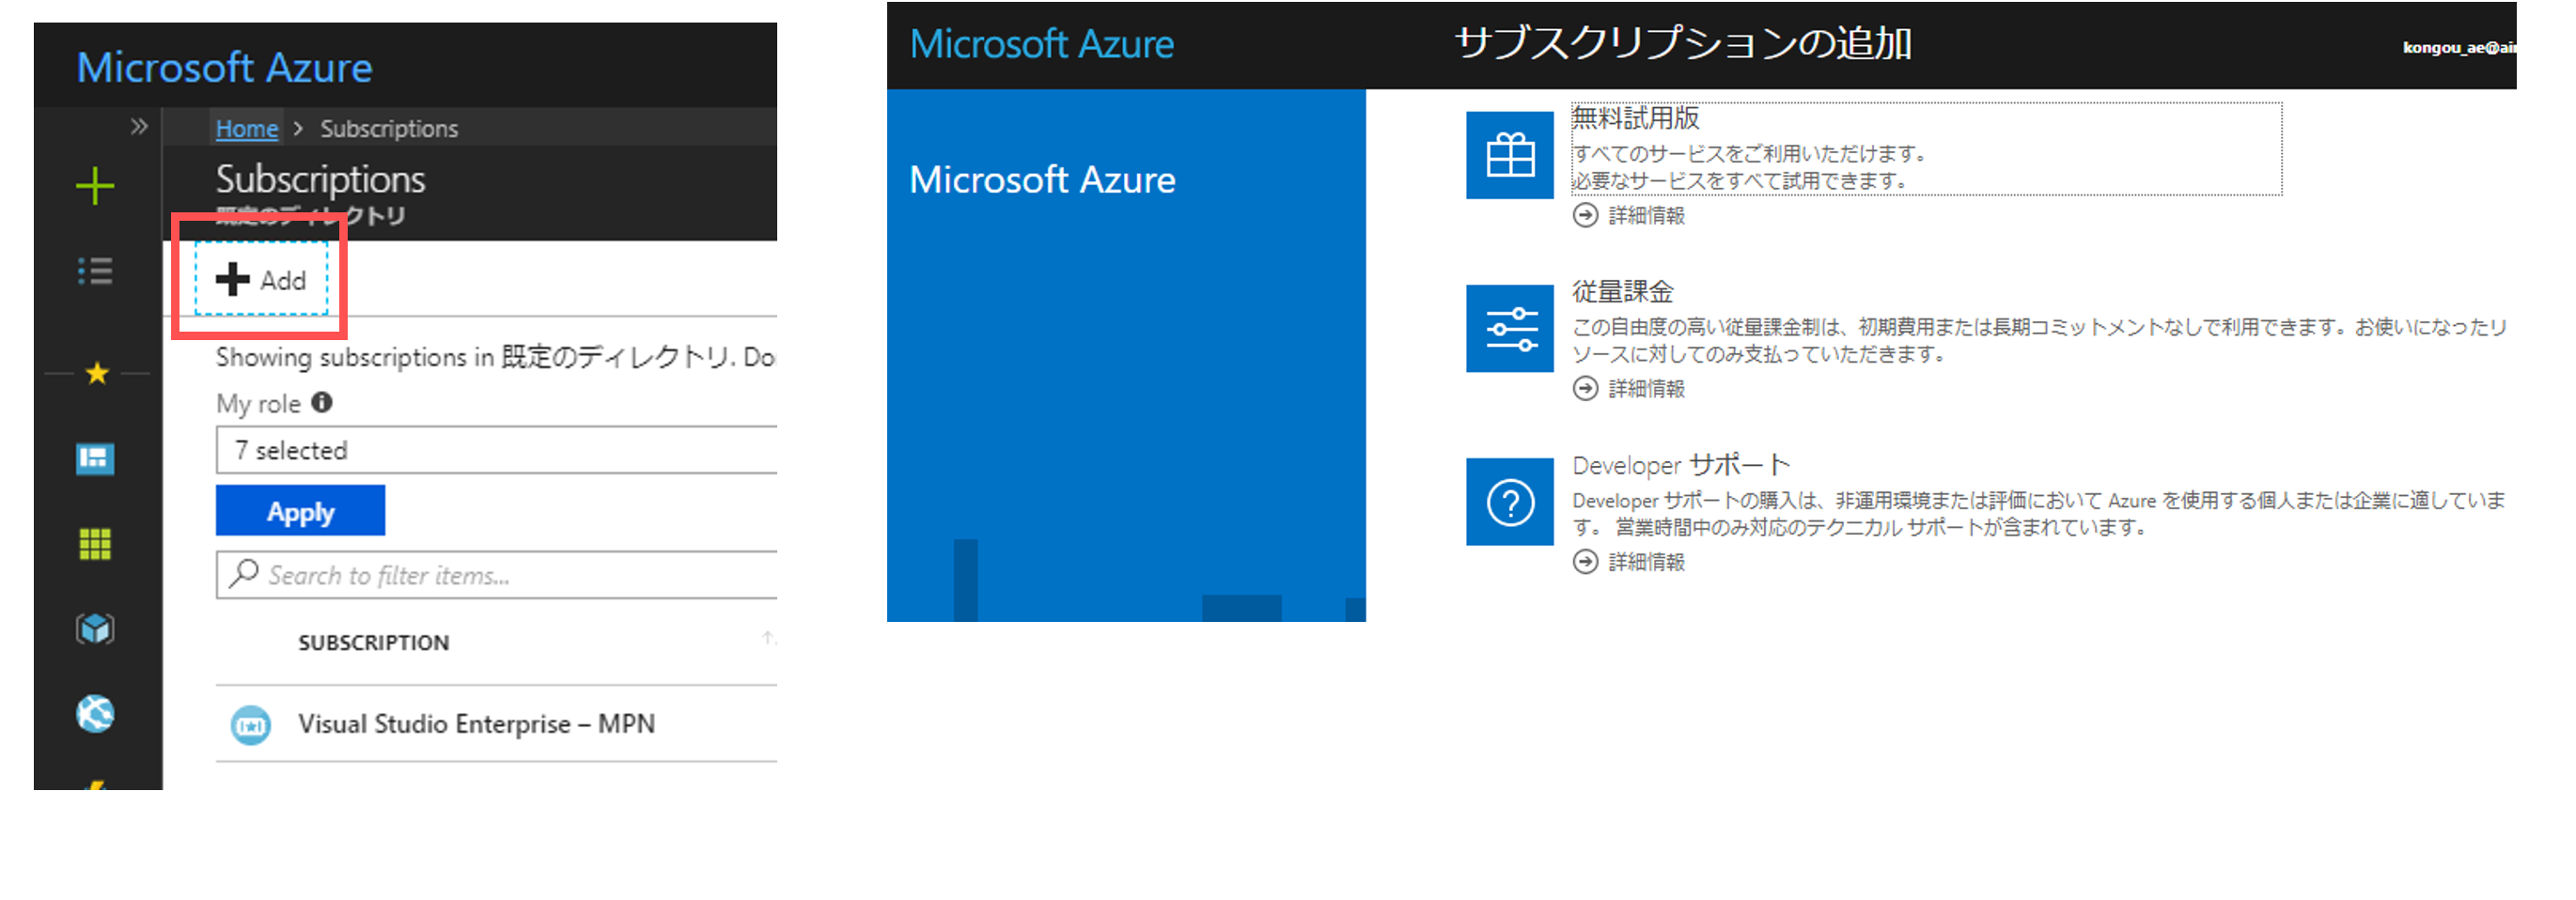 Microsoft Azure
Home > Subscriptions
Subscriptions
既定のディレクトリ
Add
Showing subscriptions in 既定のディレクトリ.
My role
7 selected
Apply
Search to filter items...
SUBSCRIPTION
Visual Studio Enterprise – MPN
Microsoft Azure
サブスクリプションの追加
kongou_ae@ai
Microsoft Azure
無料試用版
すべてのサービスをご利用いただけます。
必要なサービスをすべて試用できます。
詳細情報
従量課金
この自由度の高い従量課金制は、初期費用または長期コミットメントなしで利用できます。お使いになったリ
ソースに対してのみ支払っていただきます。
詳細情報
Developer サポート
Developer サポートの購入は、非運用環境または評価において Azure を使用する個人または企業に適していま
す。 営業時間中のみ対応のテクニカル サポートが含まれています。
詳細情報